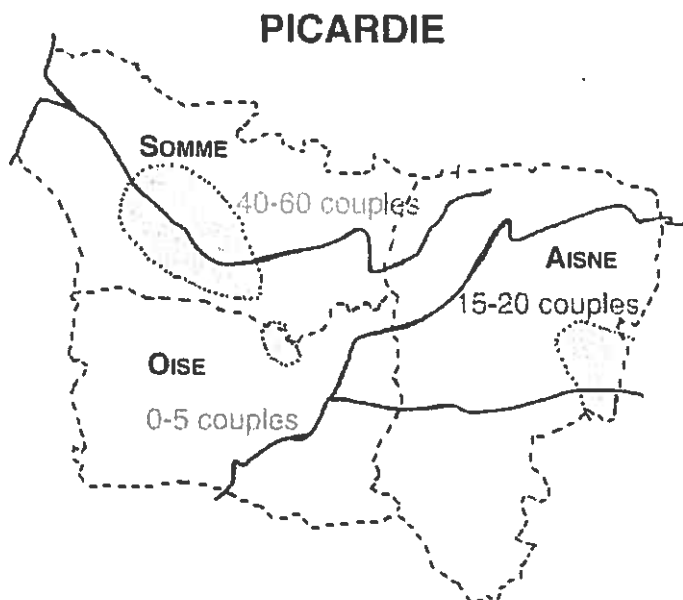 PICARDIE
SOMME
40-60 couples
AISNE
15-20 couples
OISE
0-5 couples